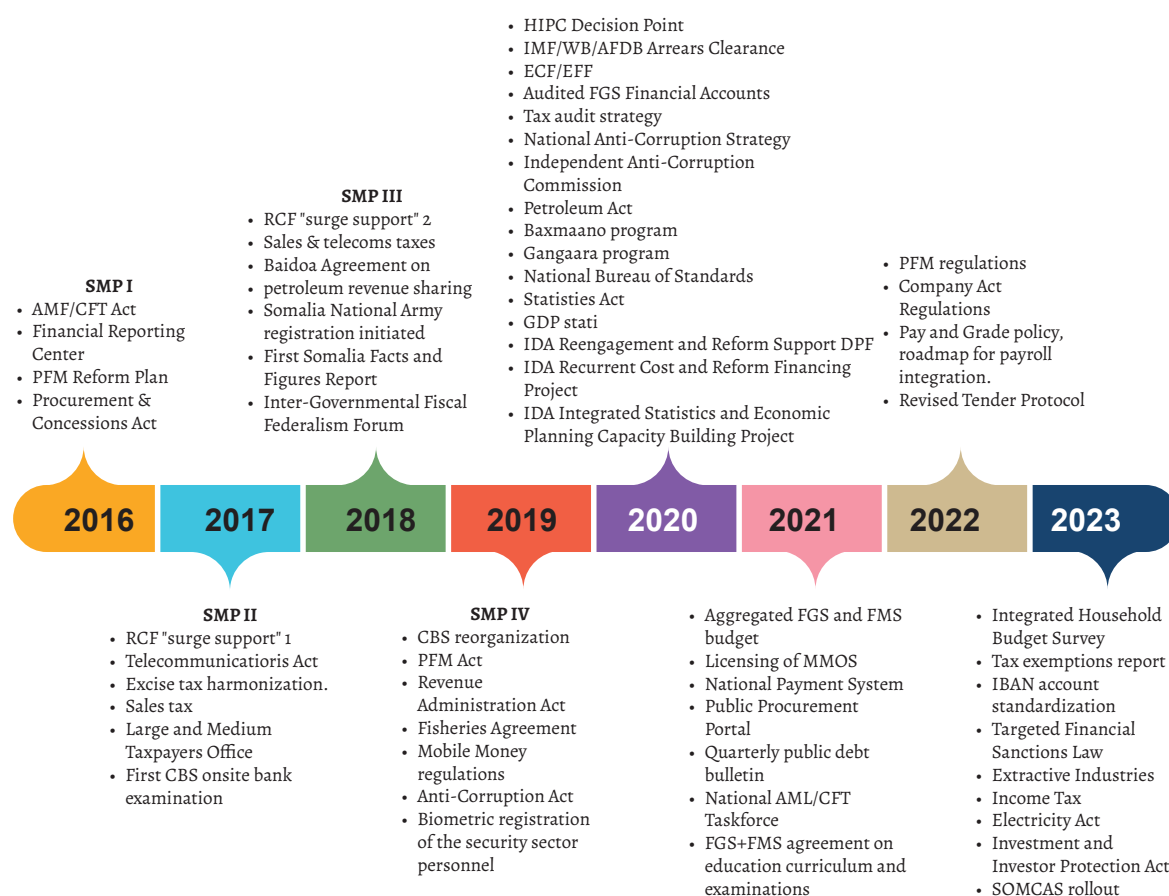 • HIPC Decision Point
• IMF/WB/AFDB Arrears Clearance
• ECF/EFF
• Audited FGS Financial Accounts
• Tax audit strategy
• National Anti-Corruption Strategy
• Independent Anti-Corruption
Commission
• Petroleum Act
• Baxmaano program
• Gangaara program
• National Bureau of Standards
• Statisties Act
• GDP stati
• IDA Reengagement and Reform Support DPF
• IDA Recurrent Cost and Reform Financing
Project
• IDA Integrated Statistics and Economic
Planning Capacity Building Project
SMP III
• RCF "surge support" 2
• Sales & telecoms taxes
• Baidoa Agreement on
• petroleum revenue sharing
• Somalia National Army
registration initiated
• First Somalia Facts and
Figures Report
• Inter-Governmental Fiscal
Federalism Forum
SMP I
• AMF/CFT Act
• Financial Reporting
Center
• PFM Reform Plan
• Procurement &
Concessions Act
• PFM regulations
• Company Act
Regulations
• Pay and Grade policy,
roadmap for payroll
integration.
• Revised Tender Protocol
2016
2017
2018
2019
2020
2021
2022
2023
SMP II
• RCF "surge support" 1
• Telecommunicatioris Act
• Excise tax harmonization.
• Sales tax
• Large and Medium
Taxpayers Office
• First CBS onsite bank
examination
SMP IV
• CBS reorganization
• PFM Act
• Revenue
Administration Act
• Fisheries Agreement
• Mobile Money
regulations
• Anti-Corruption Act
• Biometric registration
of the security sector
personnel
• Aggregated FGS and FMS
budget
• Licensing of MMOS
• National Payment System
• Public Procurement
Portal
• Quarterly public debt
bulletin
• National AML/CFT
Taskforce
• FGS+FMS agreement on
education curriculum and
examinations
• Integrated Household
Budget Survey
• Tax exemptions report
• IBAN account
standardization
• Targeted Financial
Sanctions Law
• Extractive Industries
• Income Tax
• Electricity Act
• Investment and
Investor Protection Act
• SOMCAS rollout